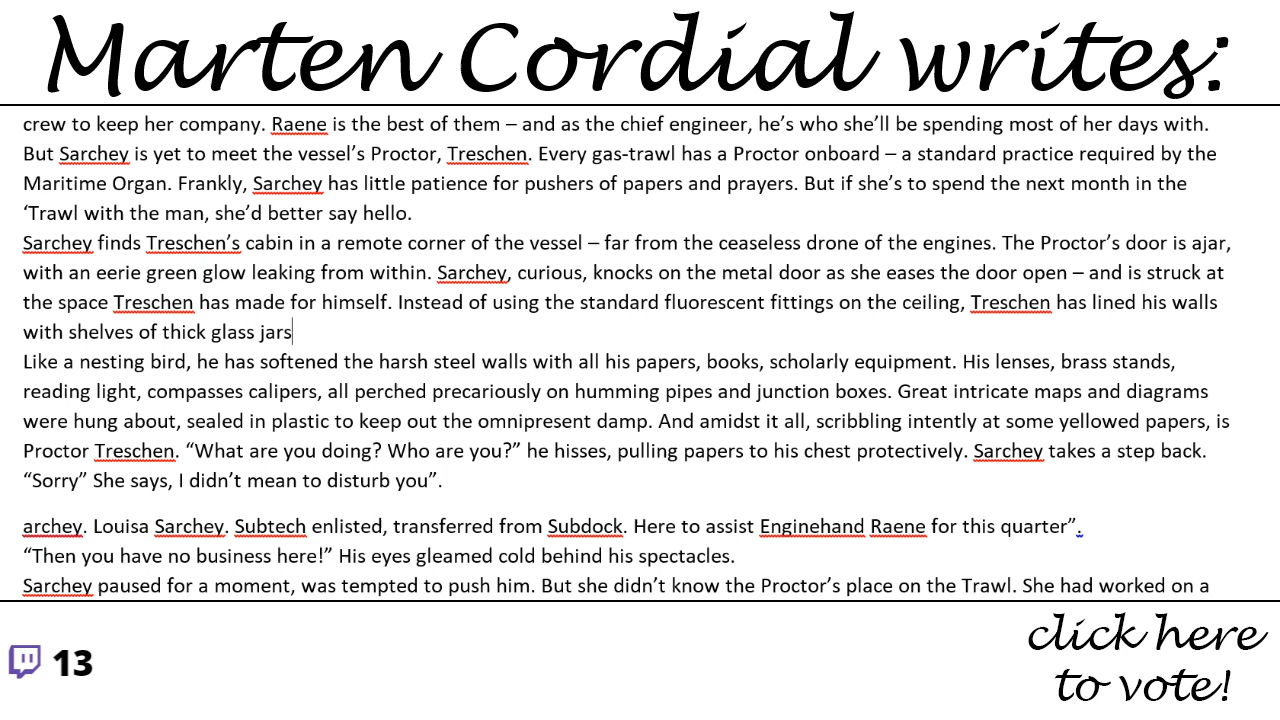 Marten Cordial writes:
crew to keep her company. Raene is the best of them – and as the chief engineer, he’s who she’ll be spending most of her days with.
But Sarchey is yet to meet the vessel’s Proctor, Treschen. Every gas-trawl has a Proctor onboard – a standard practice required by the
Maritime Organ. Frankly, Sarchey has little patience for pushers of papers and prayers. But if she’s to spend the next month in the
‘Trawl with the man, she’d better say hello.
Sarchey finds Treschen’s cabin in a remote corner of the vessel – far from the ceaseless drone of the engines. The Proctor’s door is ajar,
with an eerie green glow leaking from within. Sarchey, curious, knocks on the metal door as she eases the door open – and is struck at
the space Treschen has made for himself. Instead of using the standard fluorescent fittings on the ceiling, Treschen has lined his walls
with shelves of thick glass jars
Like a nesting bird, he has softened the harsh steel walls with all his papers, books, scholarly equipment. His lenses, brass stands,
reading light, compasses calipers, all perched precariously on humming pipes and junction boxes. Great intricate maps and diagrams
were hung about, sealed in plastic to keep out the omnipresent damp. And amidst it all, scribbling intently at some yellowed papers, is
Proctor Treschen. “What are you doing? Who are you?” he hisses, pulling papers to his chest protectively. Sarchey takes a step back.
“Sorry” She says, I didn’t mean to disturb you”.
archey. Louisa Sarchey. Subtech enlisted, transferred from Subdock. Here to assist Enginehand Raene for this quarter”.
“Then you have no business here!” His eyes gleamed cold behind his spectacles.
Sarchey paused for a moment, was tempted to push him. But she didn’t know the Proctor’s place on the Trawl. She had worked on a
13
click here
to vote!